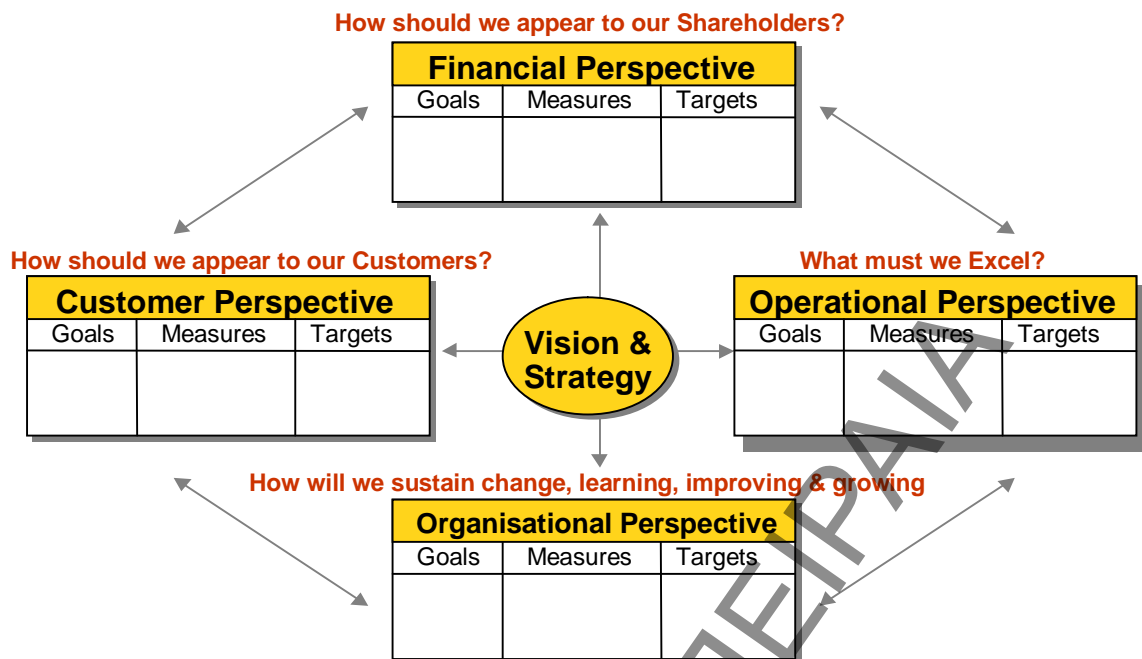 How should we appear to our Shareholders?
Financial Perspective
Goals Measures Targets
How should we appear to our Customers?
Customer Perspective
Goals Measures Targets
What must we Excel?
Operational Perspective
Goals Measures Targets
Vision &
Strategy
How will we sustain change, learning, improving & growing
Organisational Perspective
Goals Measures Targets
ΠΕΙΡΑΙΑ